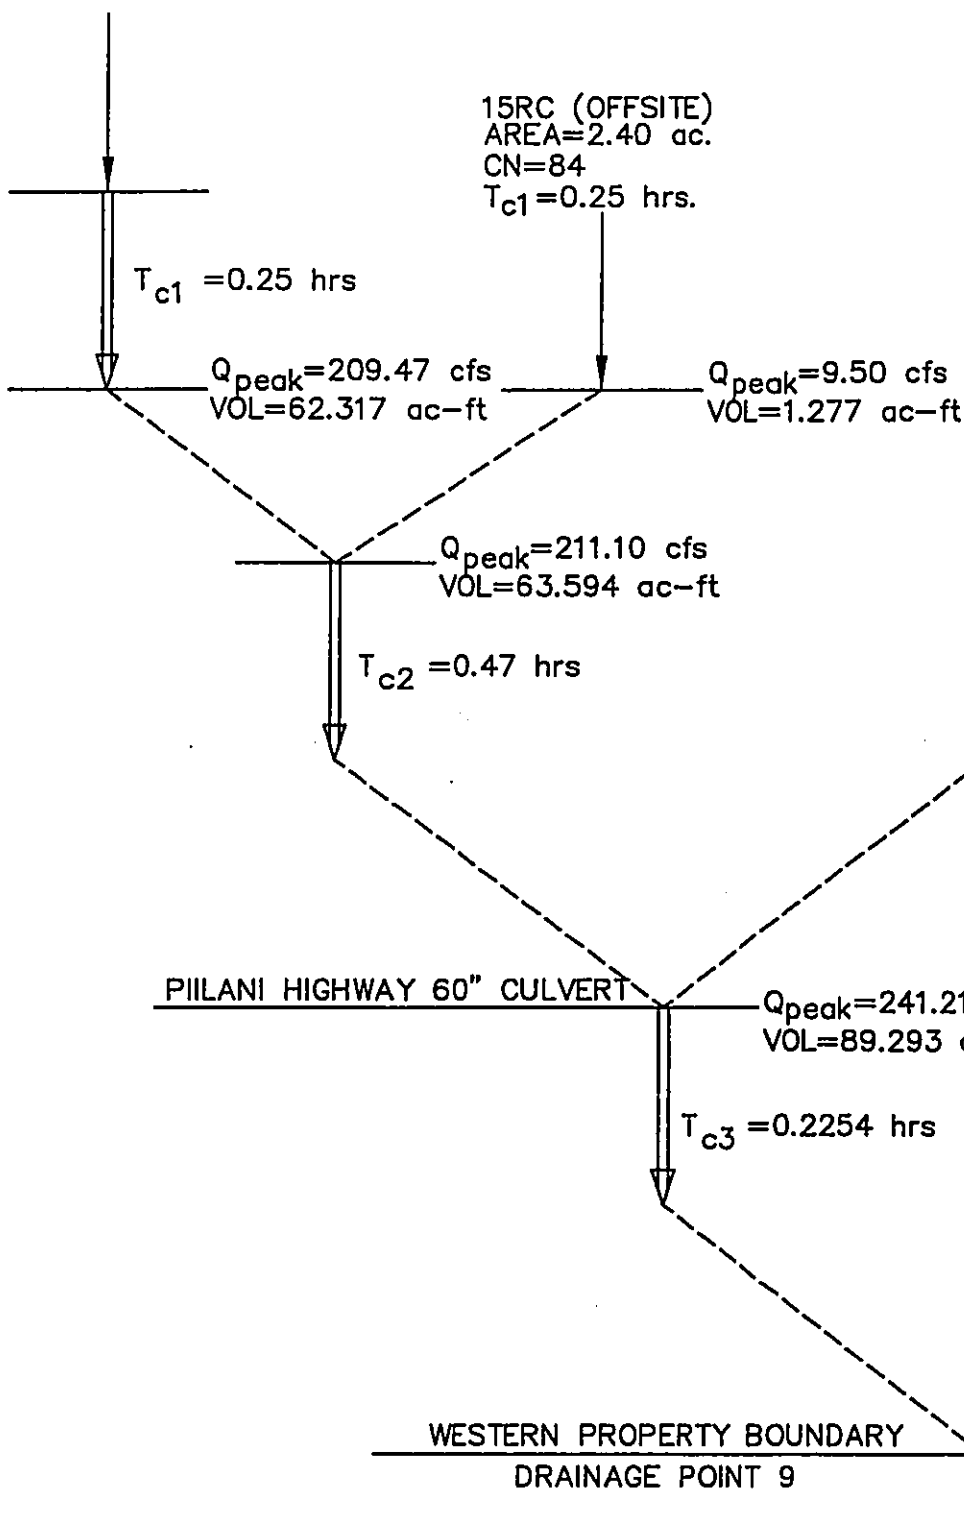 15RC (OFFSITE)
AREA=2.40 ac.
CN=84
Tc1=0.25 hrs.
Tc1 =0.25 hrs
Qpeak=209.47 cfs
VOL=62.317 ac-ft
Qpeak=9.50 cfs
VOL=1.277 ac-ft
Qpeak=211.10 cfs
VOL=63.594 ac-ft
Tc2 =0.47 hrs
PIILANI HIGHWAY 60" CULVERT
Qpeak=241.21
VOL=89.293
Tc3 =0.2254 hrs
WESTERN PROPERTY BOUNDARY
DRAINAGE POINT 9